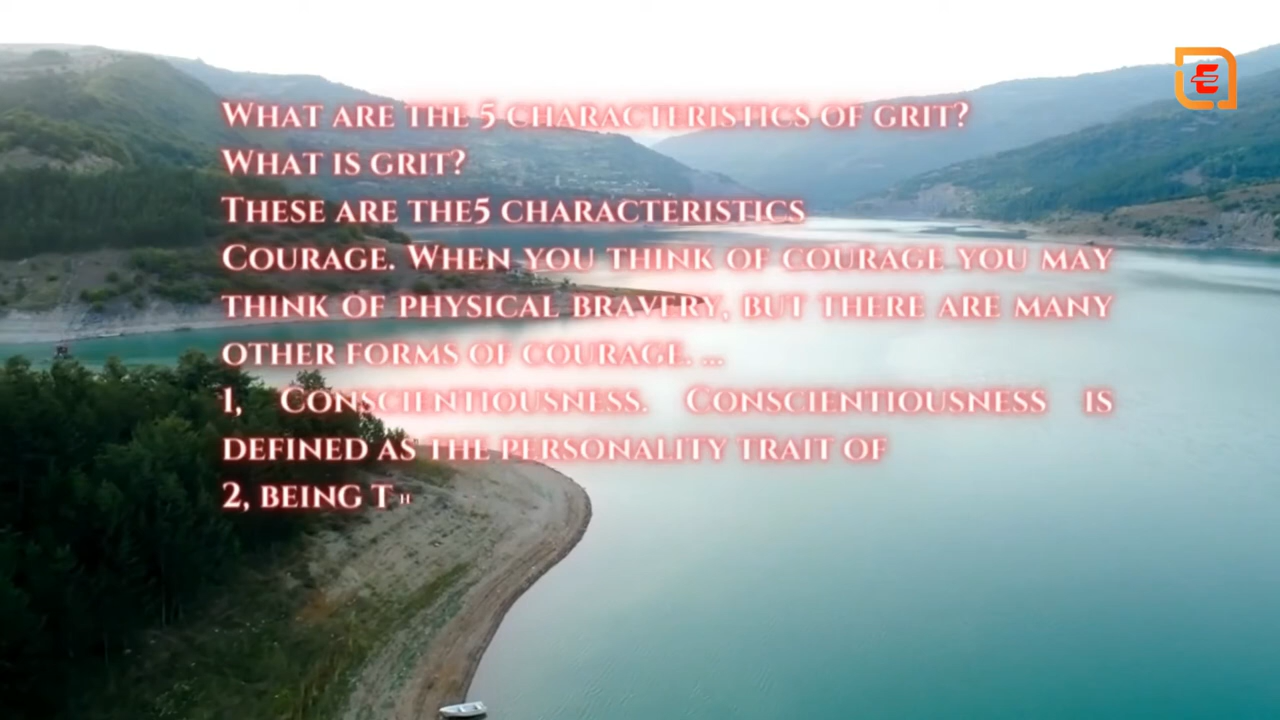 What are the 5 characteristics of grit?
What is grit?
These are the5 characteristics
Courage. When you think of courage you may
think of physical bravery, but there are many
other forms of courage. ...
1, Conscientiousness. Conscientiousness is
defined as the personality trait of
2, being Th
E